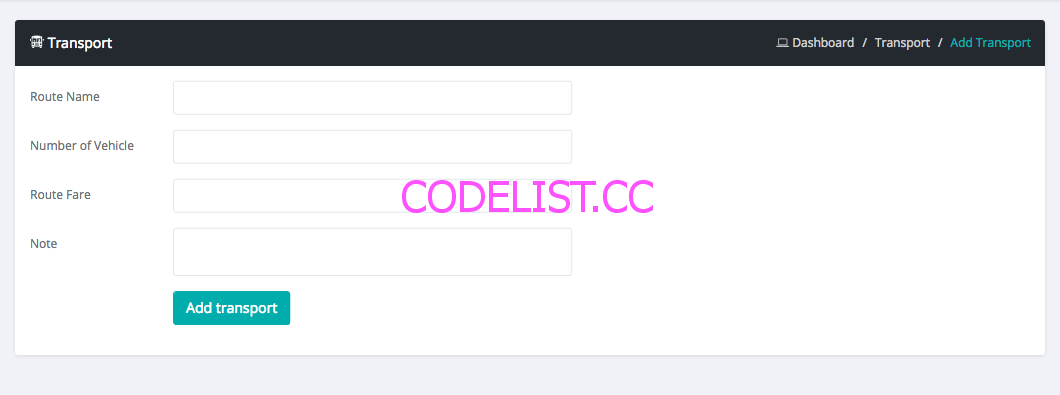 Transport
Dashboard / Transport / Add Transport
Route Name
Number of Vehicle
Route Fare
CODELIST.CC
Note
Add transport